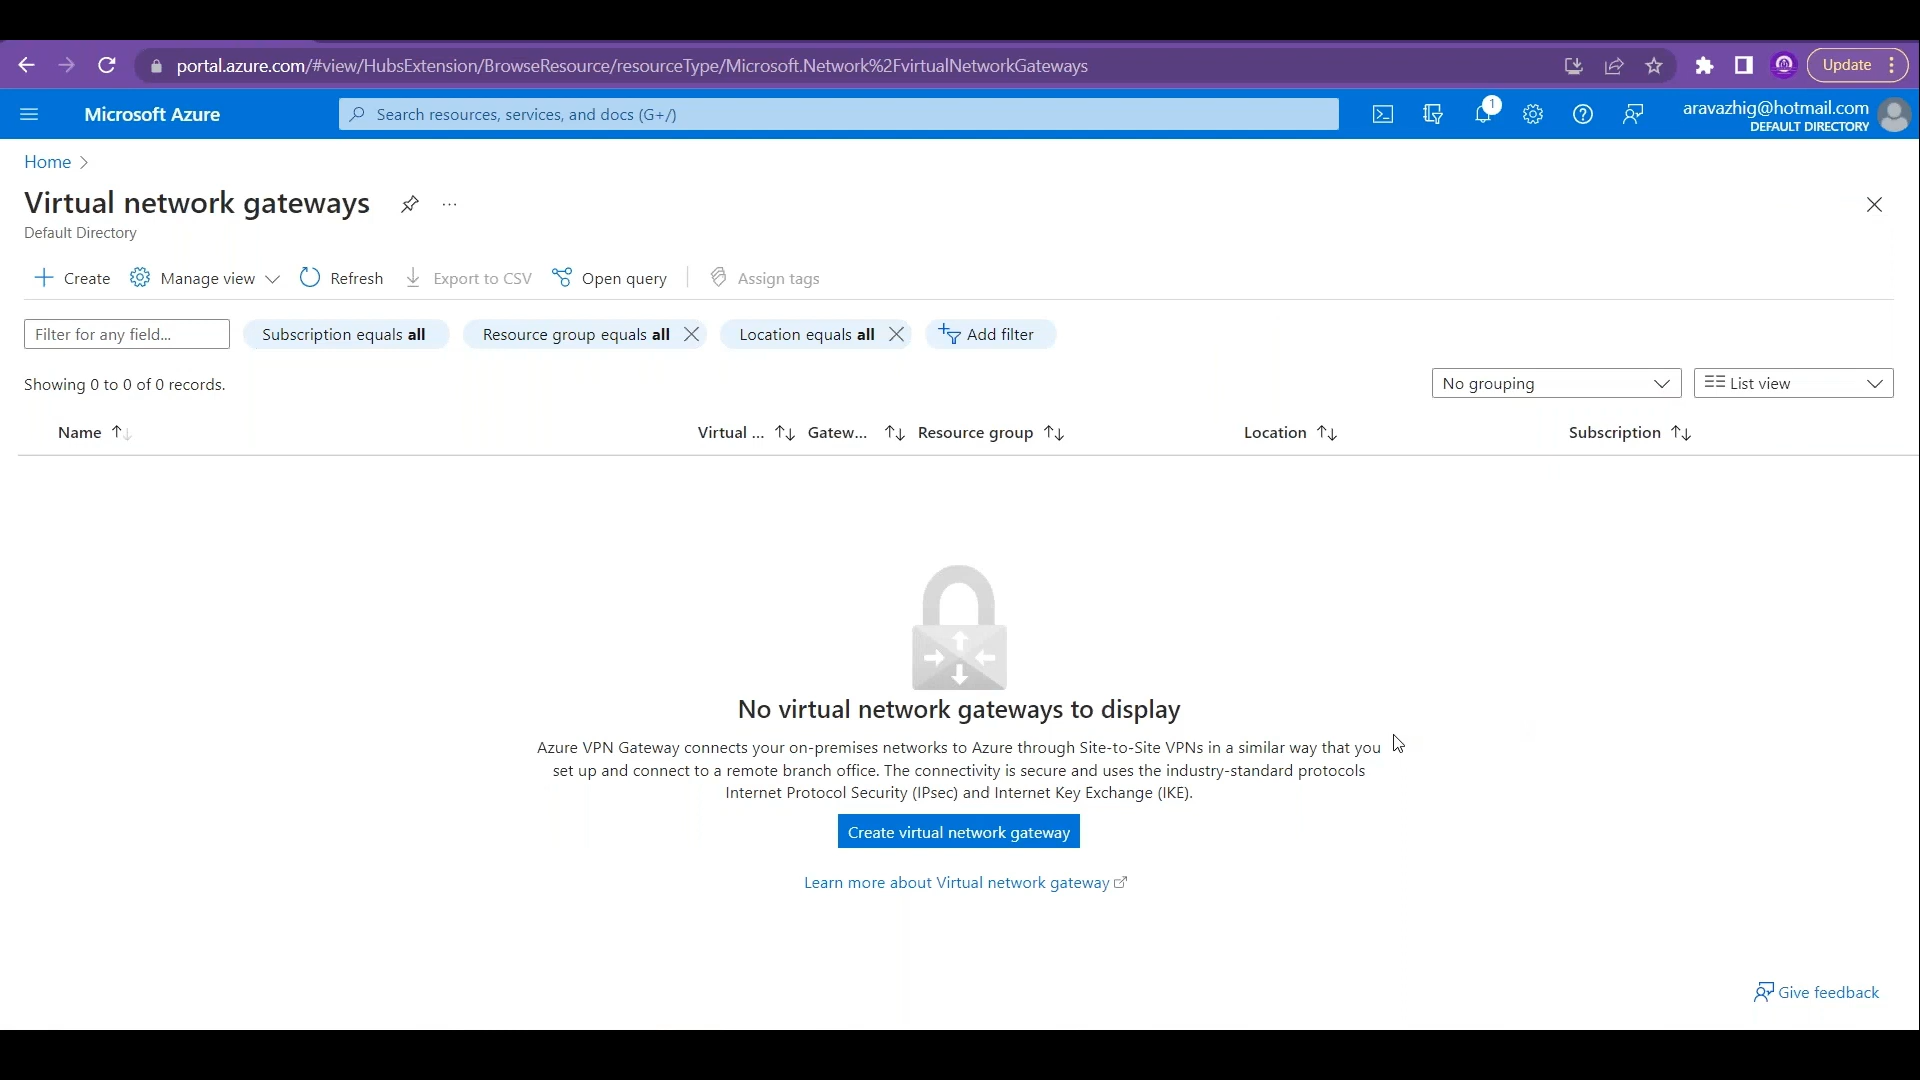 portal.azure.com/#view/HubsExtension/BrowseResource/resourceType/Microsoft.Network%2FvirtualNetworkGateways
Update
Microsoft Azure
Search resources, services, and docs (G+/)
1
aravazhig@hotmail.com
DEFAULT DIRECTORY
Home
Virtual network gateways
Default Directory
Create
Manage view
Refresh
Export to CSV
Open query
Assign tags
Filter for any field...
Subscription equals all
Resource group equals all
Location equals all
Add filter
Showing 0 to 0 of 0 records.
No grouping
List view
Name
Virtual ...
Gatew...
Resource group
Location
Subscription
No virtual network gateways to display
Azure VPN Gateway connects your on-premises networks to Azure through Site-to-Site VPNs in a similar way that you
set up and connect to a remote branch office. The connectivity is secure and uses the industry-standard protocols
Internet Protocol Security (IPsec) and Internet Key Exchange (IKE).
Create virtual network gateway
Learn more about Virtual network gateway
Give feedback